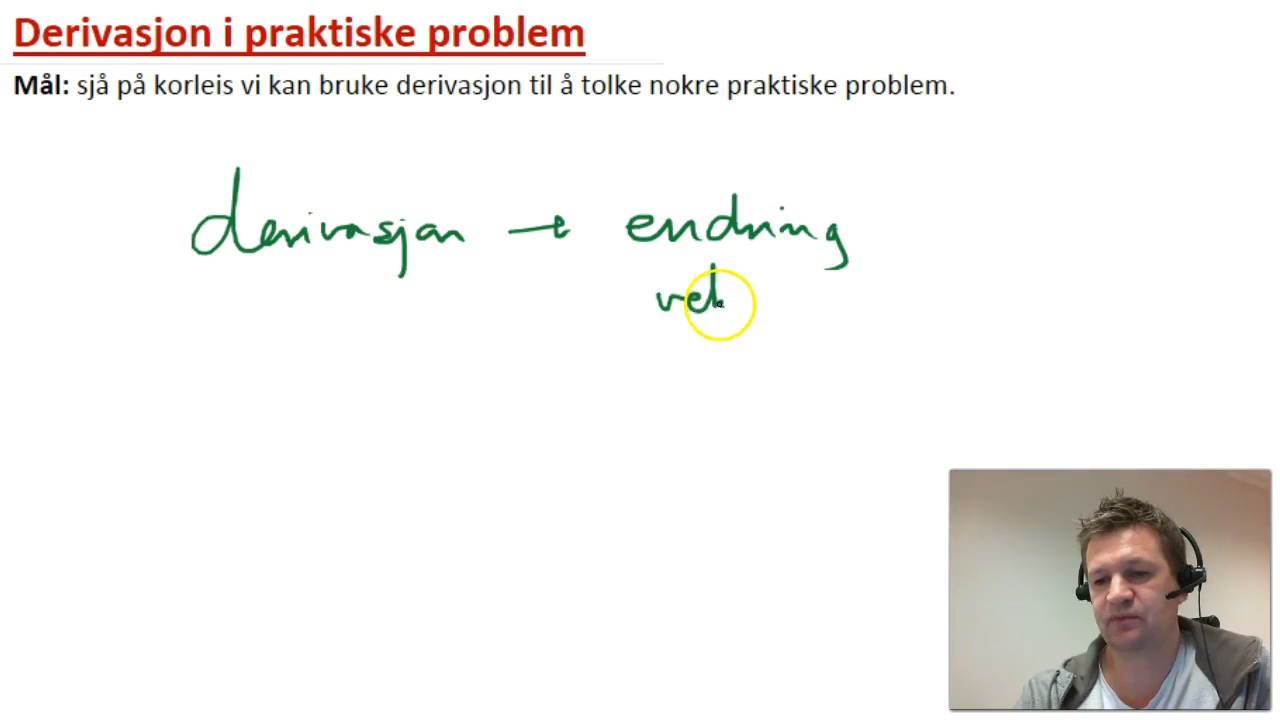 Derivasjon i praktiske problem
Mål: sjå på korleis vi kan bruke derivasjon til å tolke nokre praktiske problem.
derivasjon → endring